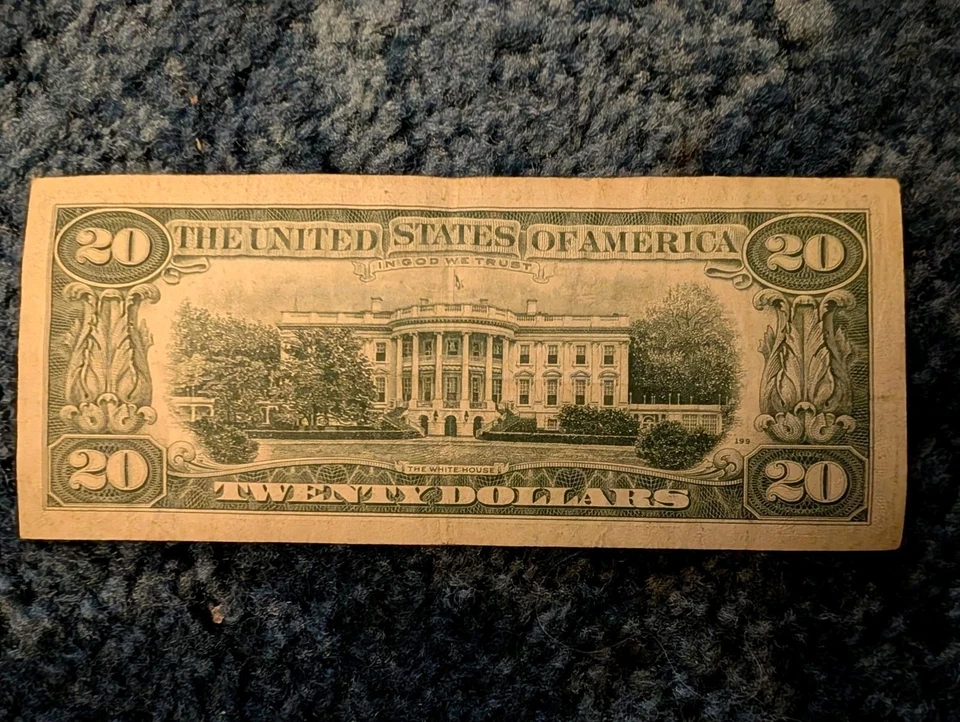 20 THE UNITED STATES OF AMERICA 20
IN GOD WE TRUST
199
THE WHITE HOUSE
20 TWENTY DOLLARS 20